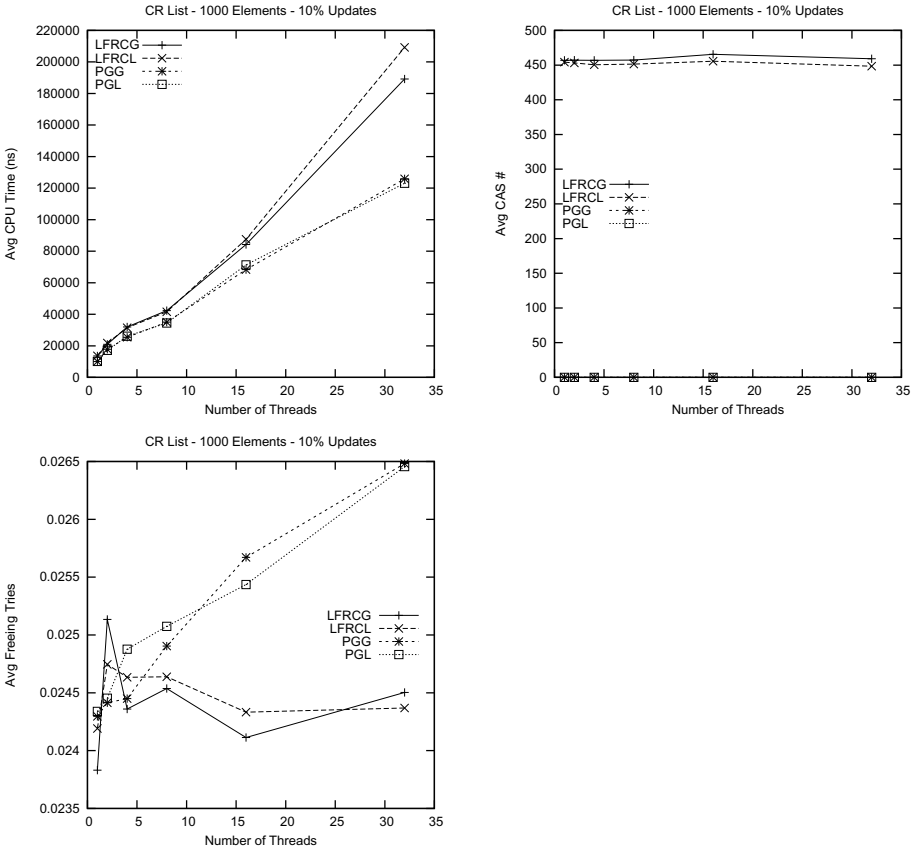 CR List - 1000 Elements - 10% Updates
Avg CPU Time (ns)
220000
200000
180000
160000
140000
120000
100000
80000
60000
40000
20000
0
LFRCG
LFRCL
PGG
PGL
0 5 10 15 20 25 30 35
Number of Threads
CR List - 1000 Elements - 10% Updates
Avg CAS #
500
450
400
350
300
250
200
150
100
50
0
LFRCG
LFRCL
PGG
PGL
0 5 10 15 20 25 30 35
Number of Threads
CR List - 1000 Elements - 10% Updates
Avg Freeing Tries
0.0265
0.026
0.0255
0.025
0.0245
0.024
0.0235
LFRCG
LFRCL
PGG
PGL
0 5 10 15 20 25 30 35
Number of Threads